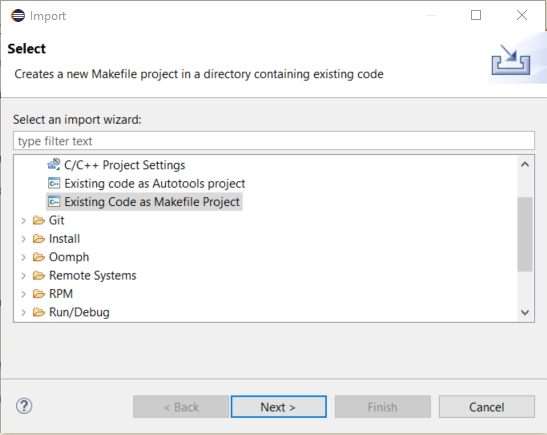 Import
Select
Creates a new Makefile project in a directory containing existing code
Select an import wizard:
type filter text
C/C++ Project Settings
Existing code as Autotools project
Existing Code as Makefile Project
Git
Install
Oomph
Remote Systems
RPM
Run/Debug
? < Back Next > Finish Cancel